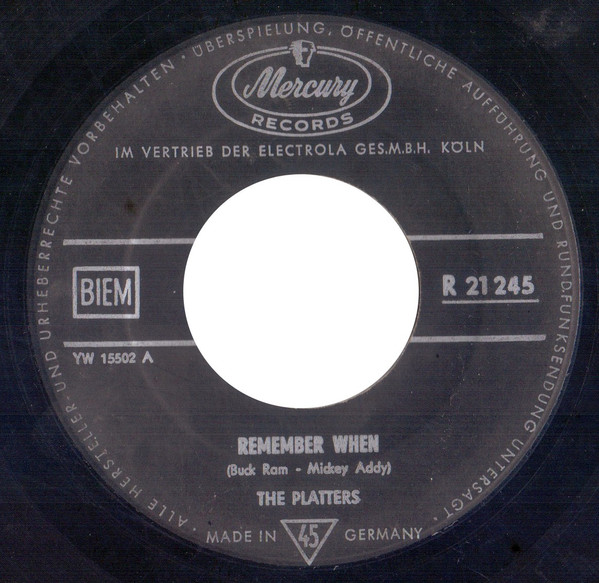 ALLE HERSTELLER- UND URHEBERRECHTE VORBEHALTEN · ÜBERSPIELUNG, ÖFFENTLICHE AUFFÜHRUNG UND RUNDFUNKSENDUNG UNTERSAGT ·
Mercury
RECORDS
IM VERTRIEB DER ELECTROLA GES.M.B.H. KÖLN
BIEM
R 21 245
YW 15502 A
REMEMBER WHEN
(Buck Ram - Mickey Addy)
THE PLATTERS
MADE IN 45 GERMANY